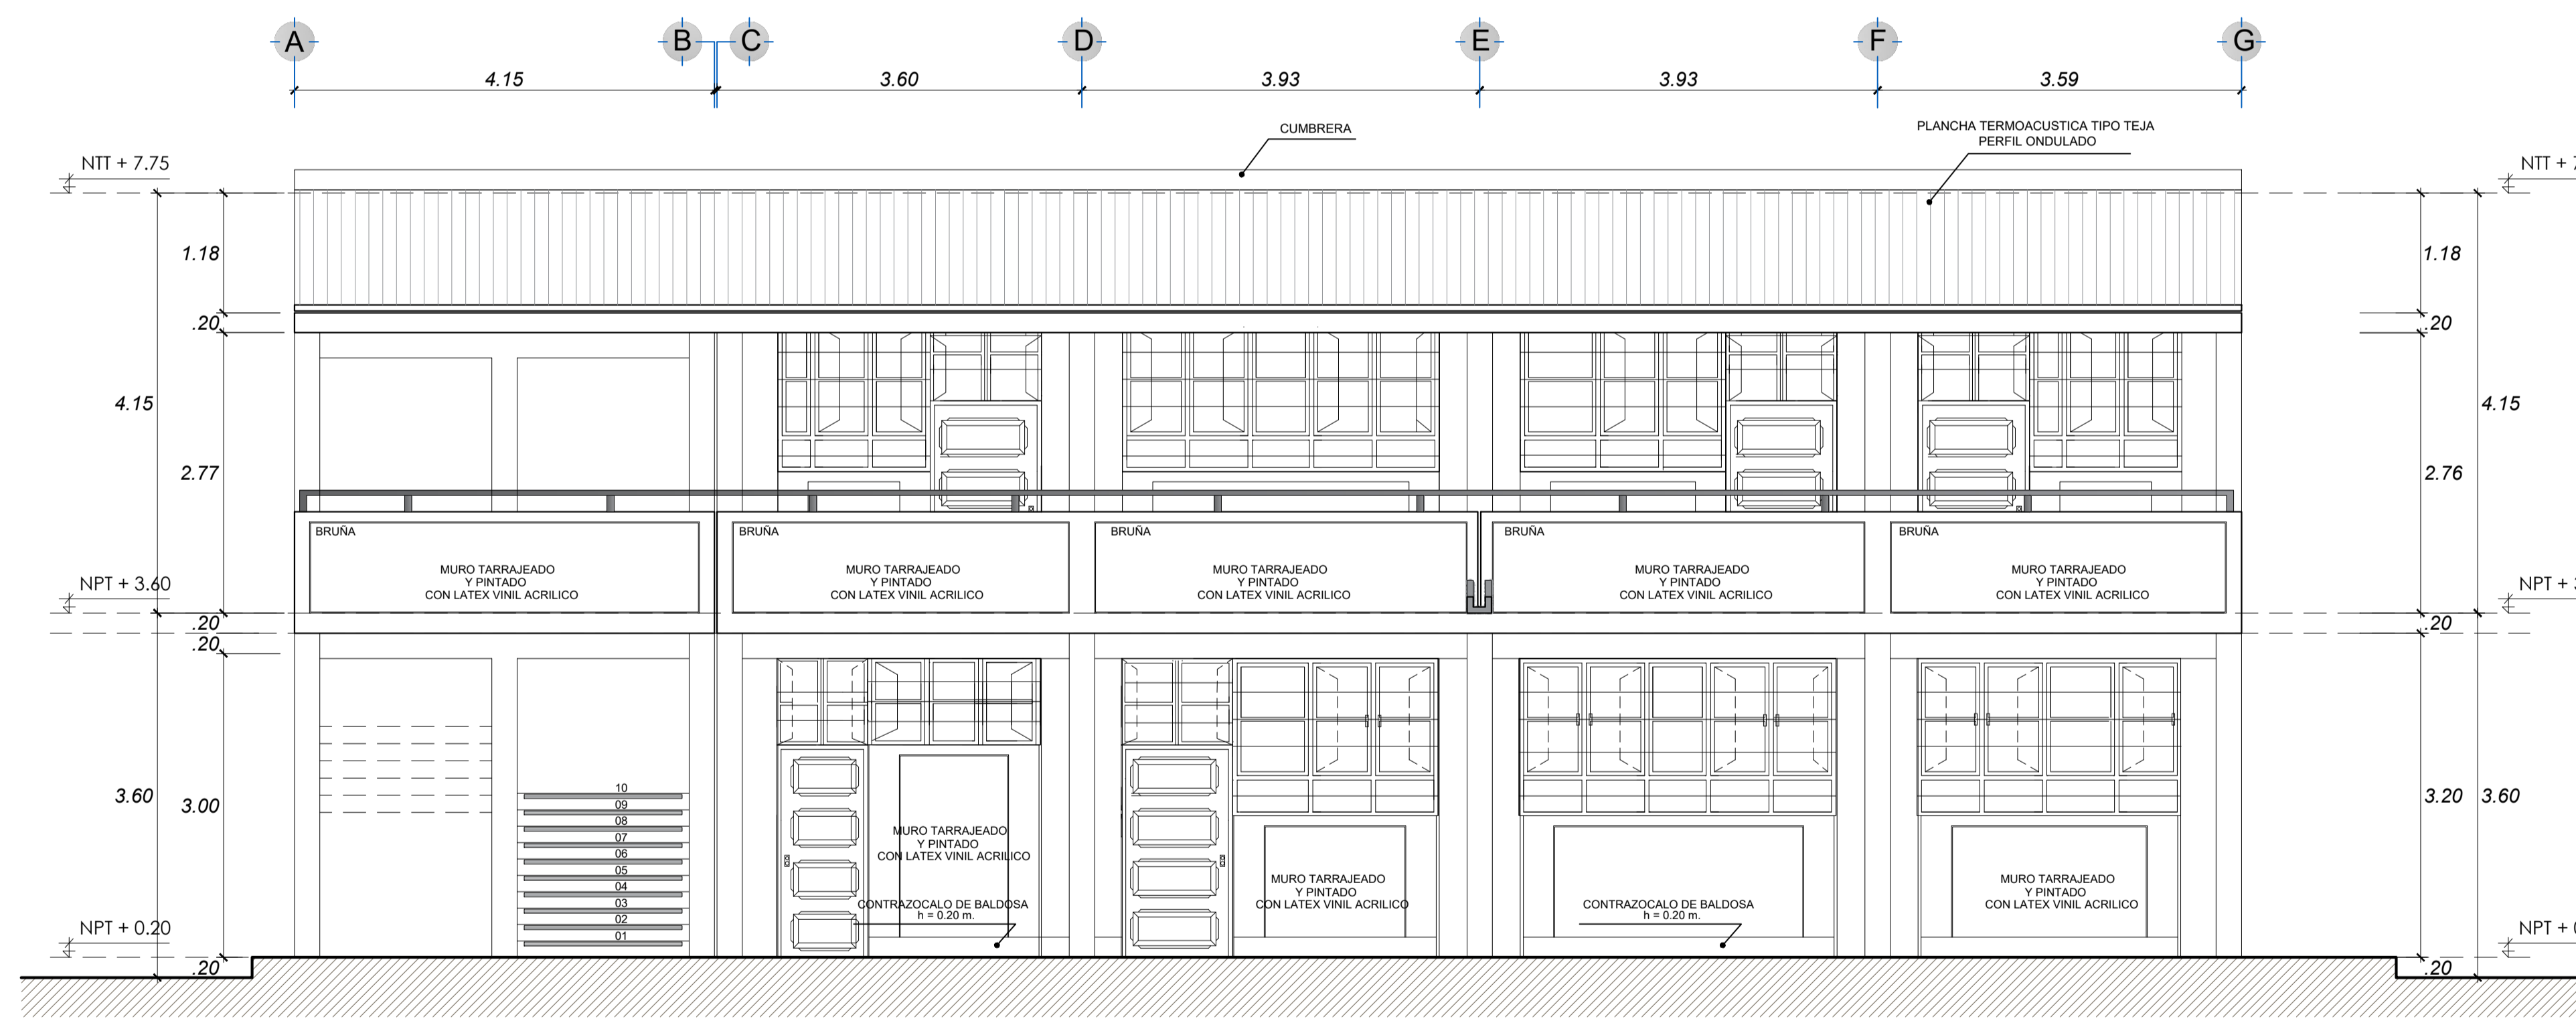 A B C D E F G
4.15 3.60 3.93 3.93 3.59
CUMBRERA
PLANCHA TERMOACUSTICA TIPO TEJA
PERFIL ONDULADO
NTT + 7.75
NTT + 7
1.18
1.18
.20
.20
4.15
4.15
2.77
2.76
BRUÑA
BRUÑA
BRUÑA
BRUÑA
BRUÑA
MURO TARRAJEADO
Y PINTADO
CON LATEX VINIL ACRILICO
MURO TARRAJEADO
Y PINTADO
CON LATEX VINIL ACRILICO
MURO TARRAJEADO
Y PINTADO
CON LATEX VINIL ACRILICO
MURO TARRAJEADO
Y PINTADO
CON LATEX VINIL ACRILICO
MURO TARRAJEADO
Y PINTADO
CON LATEX VINIL ACRILICO
NPT + 3.60
NPT +
.20
.20
.20
3.60
3.00
3.20
3.60
10
09
08
07
06
05
04
03
02
01
MURO TARRAJEADO
Y PINTADO
CON LATEX VINIL ACRILICO
CONTRAZOCALO DE BALDOSA
h = 0.20 m.
MURO TARRAJEADO
Y PINTADO
CON LATEX VINIL ACRILICO
CONTRAZOCALO DE BALDOSA
h = 0.20 m.
MURO TARRAJEADO
Y PINTADO
CON LATEX VINIL ACRILICO
NPT + 0.20
NPT +
.20
.20